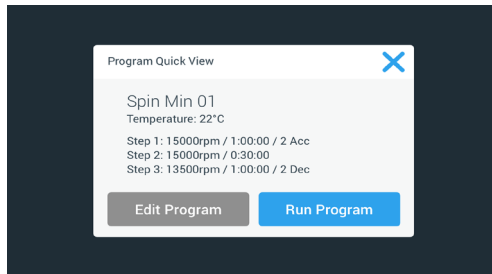 Program Quick View
Spin Min 01
Temperature: 22°C
Step 1: 15000rpm / 1:00:00 / 2 Acc
Step 2: 15000rpm / 0:30:00
Step 3: 13500rpm / 1:00:00 / 2 Dec
Edit Program
Run Program